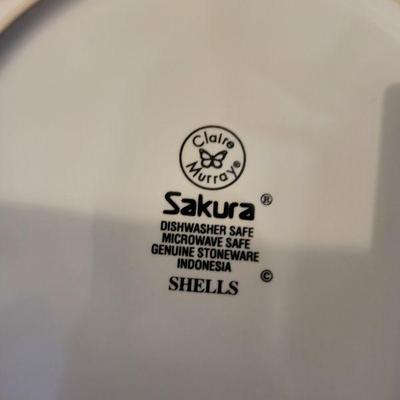 Claire
Murray®
Sakura®
DISHWASHER SAFE
MICROWAVE SAFE
GENUINE STONEWARE
INDONESIA
©
SHELLS